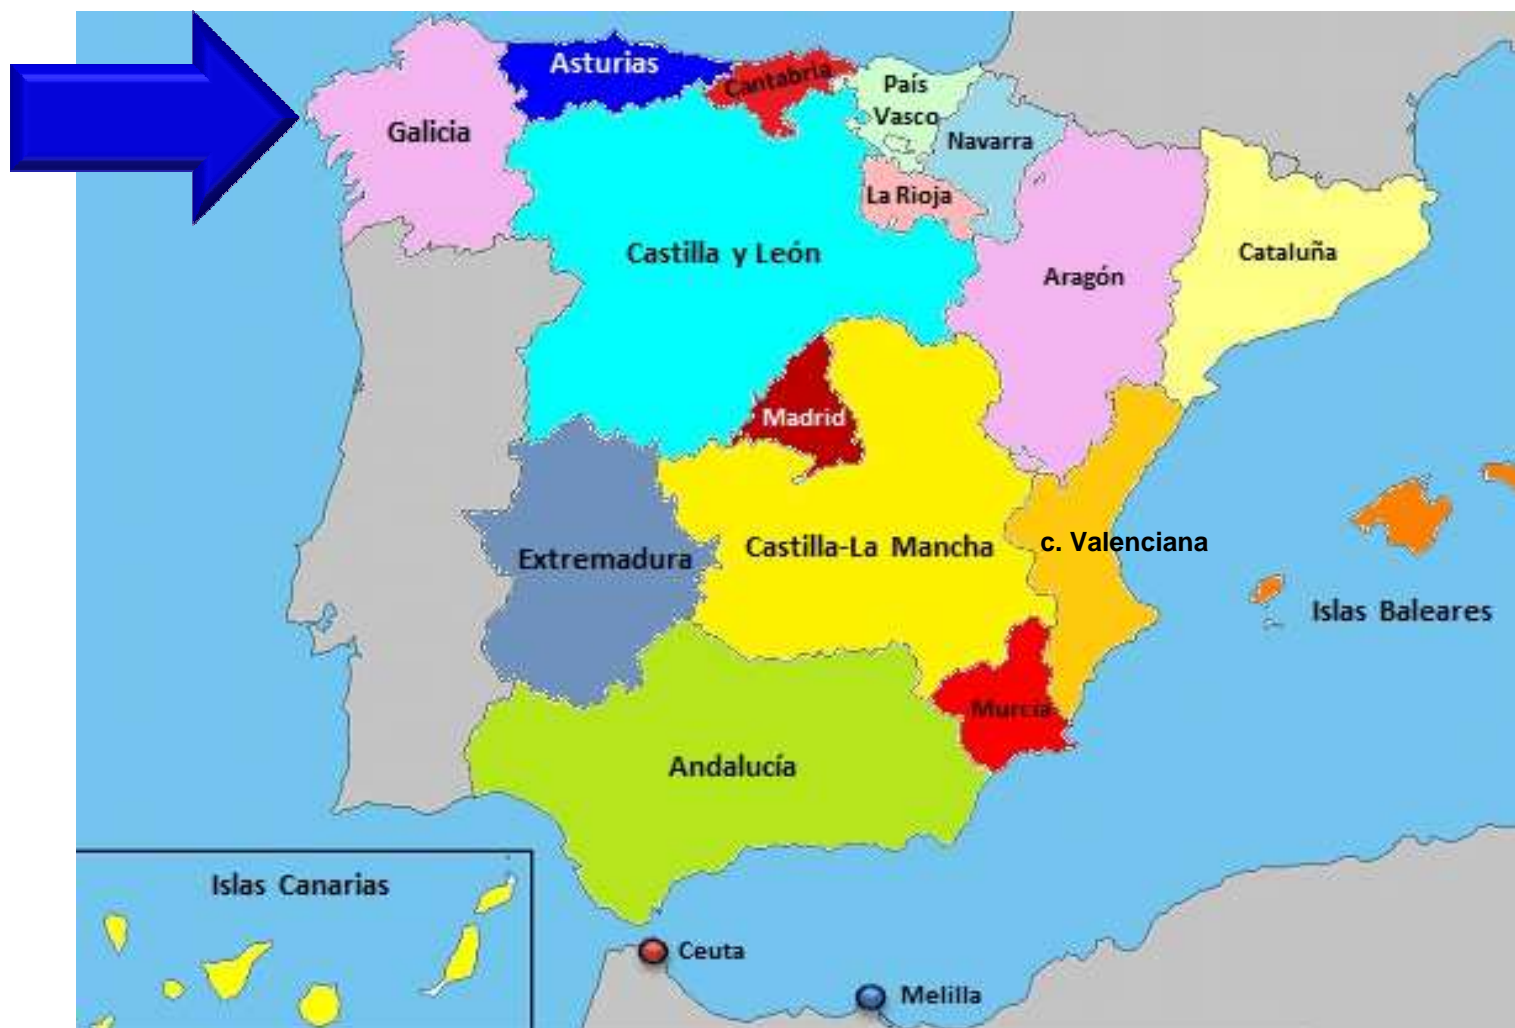 Asturias
Cantabria
País
Vasco
Galicia
Navarra
La Rioja
Castilla y León
Cataluña
Aragón
Madrid
c. Valenciana
Castilla-La Mancha
Extremadura
Islas Baleares
Murcia
Andalucía
Islas Canarias
Ceuta
Melilla